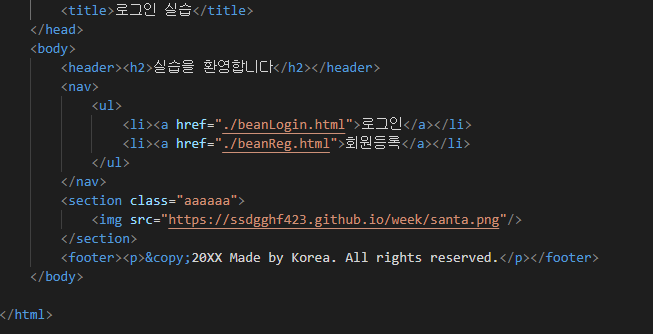 <title>로그인 실습</title>
</head>
<body>
<header><h2>실습을 환영합니다</h2></header>
<nav>
<ul>
<li><a href="./beanLogin.html">로그인</a></li>
<li><a href="./beanReg.html">회원등록</a></li>
</ul>
</nav>
<section class="aaaaaa">
<img src="https://ssdgghf423.github.io/week/santa.png"/>
</section>
<footer><p>&copy;20XX Made by Korea. All rights reserved.</p></footer>
</body>
</html>